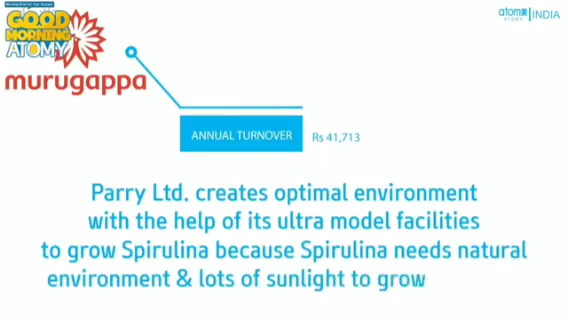 GOOD
MORNING
ATOMY
murugappa
atomy
ATOMY
INDIA
ANNUAL TURNOVER
Rs 41,713
Parry Ltd. creates optimal environment
with the help of its ultra model facilities
to grow Spirulina because Spirulina needs natural
environment & lots of sunlight to grow